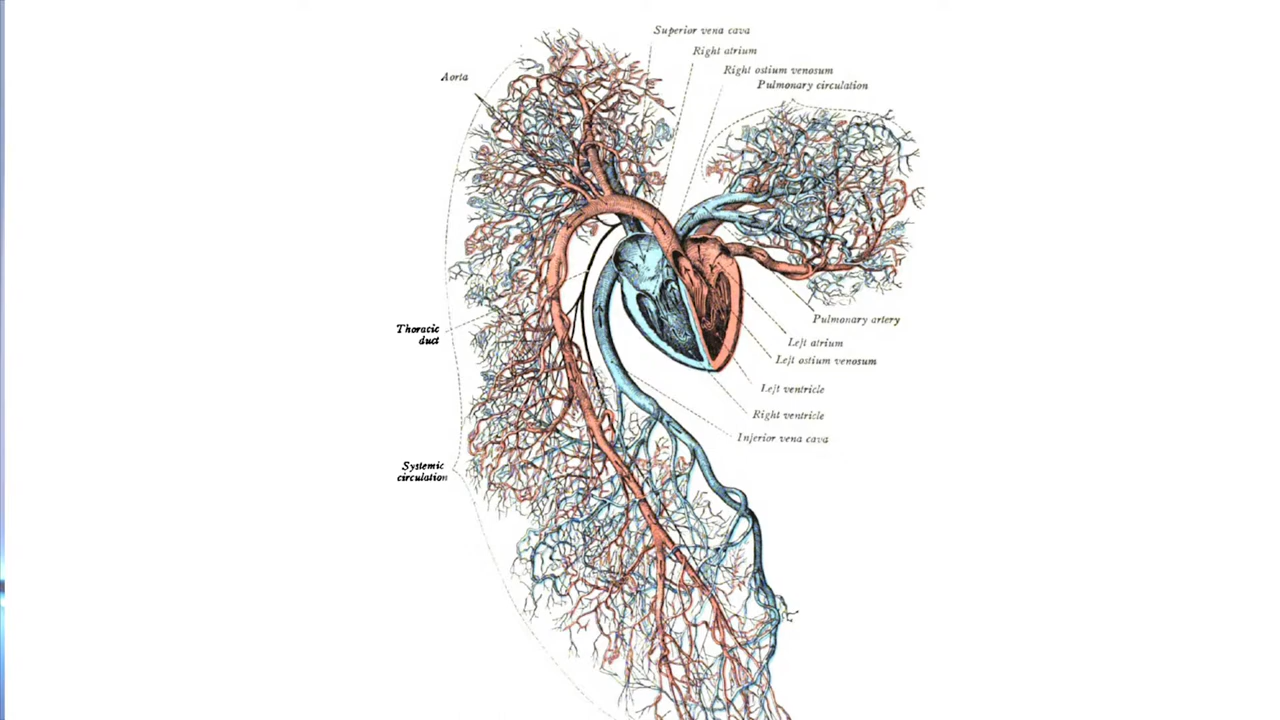 Superior vena cava
Right atrium
Right ostium venosum
Aorta
Pulmonary circulation
Pulmonary artery
Thoracic
duct
Left atrium
Left ostium venosum
Left ventricle
Right ventricle
Inferior vena cava
Systemic
circulation